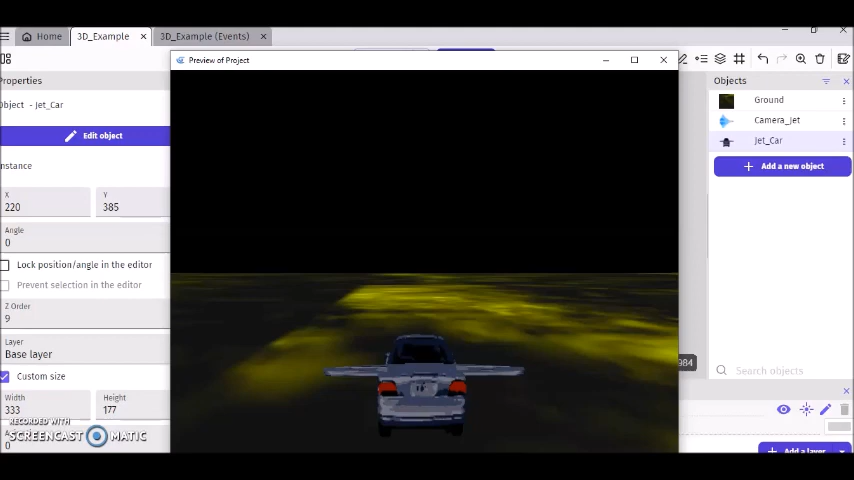 Home
3D_Example
3D_Example (Events)
Preview of Project
Properties
Objects
Object - Jet_Car
Ground
Camera_Jet
Edit object
Jet_Car
Add a new object
nstance
X
Y
220
385
Angle
0
Lock position/angle in the editor
Prevent selection in the editor
Z Order
9
Layer
Base layer
984
Search objects
Custom size
Width
Height
333
177
RECORDED WITH
SCREENCAST MATIC
0
Add a layer